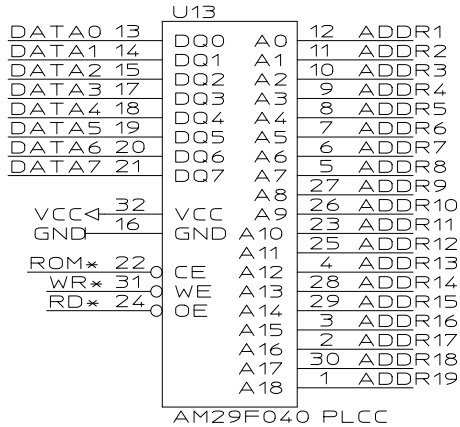 U13
DATA0 13 DQ0 A0 12 ADDR1
DATA1 14 DQ1 A1 11 ADDR2
DATA2 15 DQ2 A2 10 ADDR3
DATA3 17 DQ3 A3 9 ADDR4
DATA4 18 DQ4 A4 8 ADDR5
DATA5 19 DQ5 A5 7 ADDR6
DATA6 20 DQ6 A6 6 ADDR7
DATA7 21 DQ7 A7 5 ADDR8
A8 27 ADDR9
VCC 32 VCC A9 26 ADDR10
GND 16 GND A10 23 ADDR11
A11 25 ADDR12
ROM* 22 CE A12 4 ADDR13
WR* 31 WE A13 28 ADDR14
RD* 24 OE A14 29 ADDR15
A15 3 ADDR16
A16 2 ADDR17
A17 30 ADDR18
A18 1 ADDR19
AM29F040 PLCC